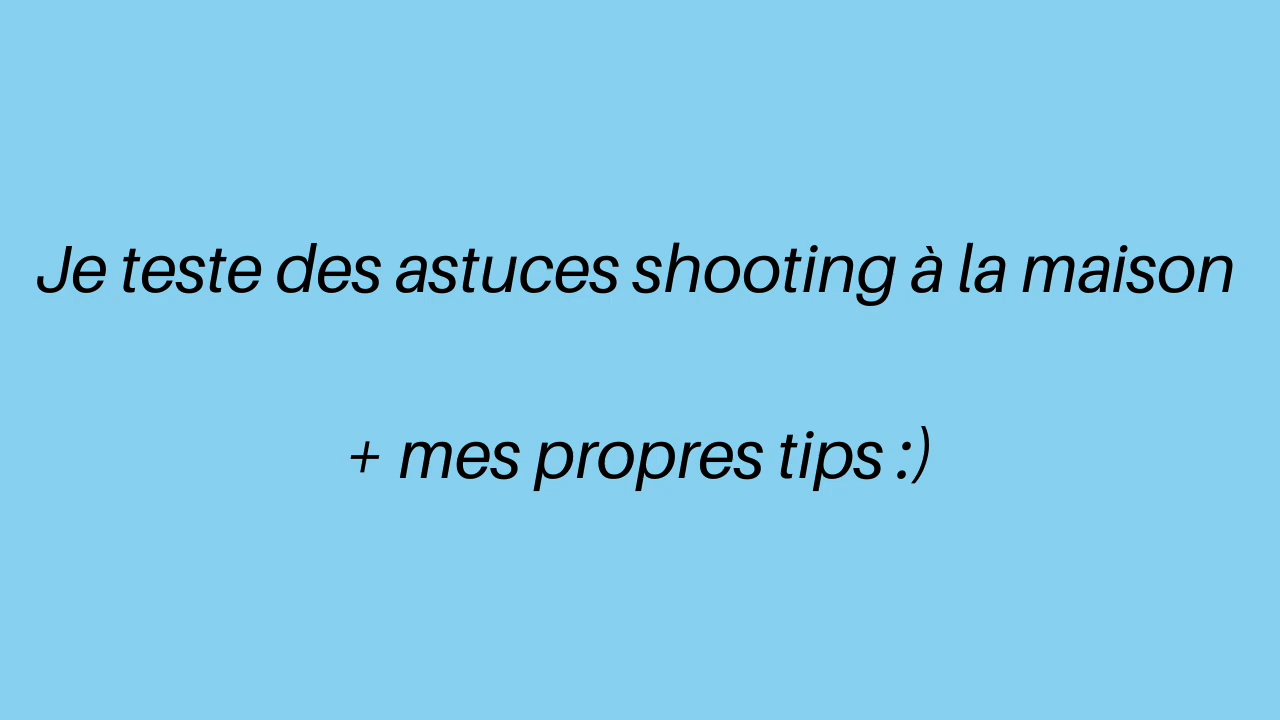 Je teste des astuces shooting à la maison
+ mes propres tips :)